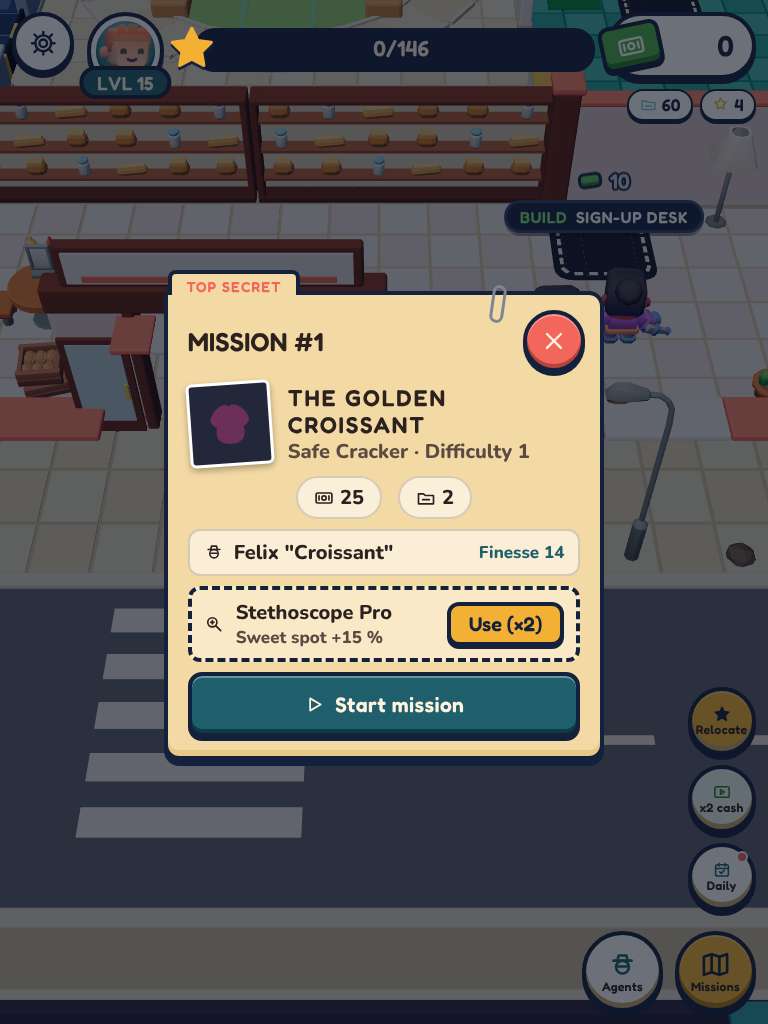 LVL 15
0/146
0
60
4
10
BUILD SIGN-UP DESK
TOP SECRET
MISSION #1
THE GOLDEN
CROISSANT
Safe Cracker · Difficulty 1
25
2
Felix "Croissant"
Finesse 14
Stethoscope Pro
Sweet spot +15 %
Use (×2)
Start mission
Relocate
x2 cash
Daily
Agents
Missions